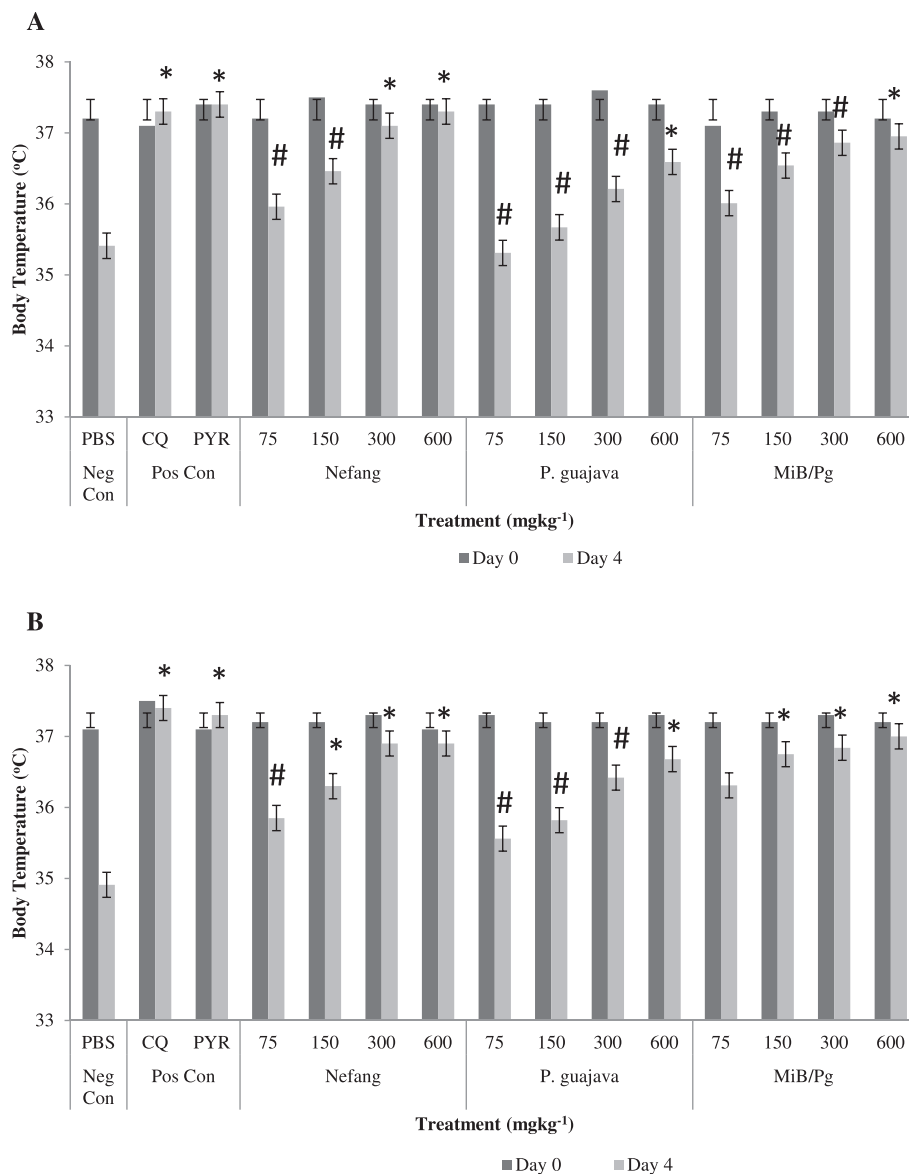 A
38
37
36
35
34
33
Body Temperature (ºC)
* * # # * * # # # * # # # *
PBS CQ PYR 75 150 300 600 75 150 300 600 75 150 300 600
Neg Con Pos Con Nefang P. guajava MiB/Pg
Treatment (mgkg-1)
Day 0 Day 4
B
38
37
36
35
34
33
Body Temperature (ºC)
* * # * * * # # # * * * *
PBS CQ PYR 75 150 300 600 75 150 300 600 75 150 300 600
Neg Con Pos Con Nefang P. guajava MiB/Pg
Treatment (mgkg-1)
Day 0 Day 4